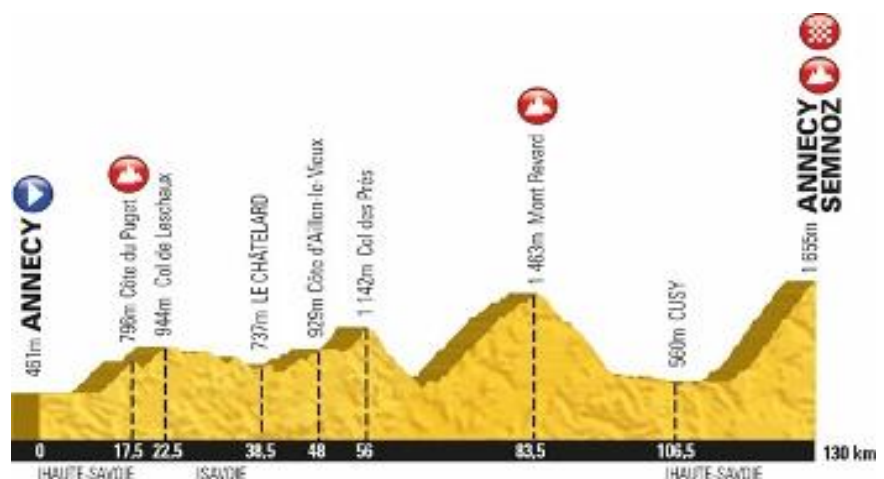 461m ANNECY
796m Côte du Puget
944m Col de Leschaux
737m LE CHÂTELARD
929m Côte d'Aillon-le-Vieux
1 142m Col des Prés
1 463m Mont Revard
560m CUSY
1 655m ANNECY
SEMNOZ
0 17,5 22,5 38,5 48 56 83,5 106,5 130 km
HAUTE-SAVOIE SAVOIE HAUTE-SAVOIE